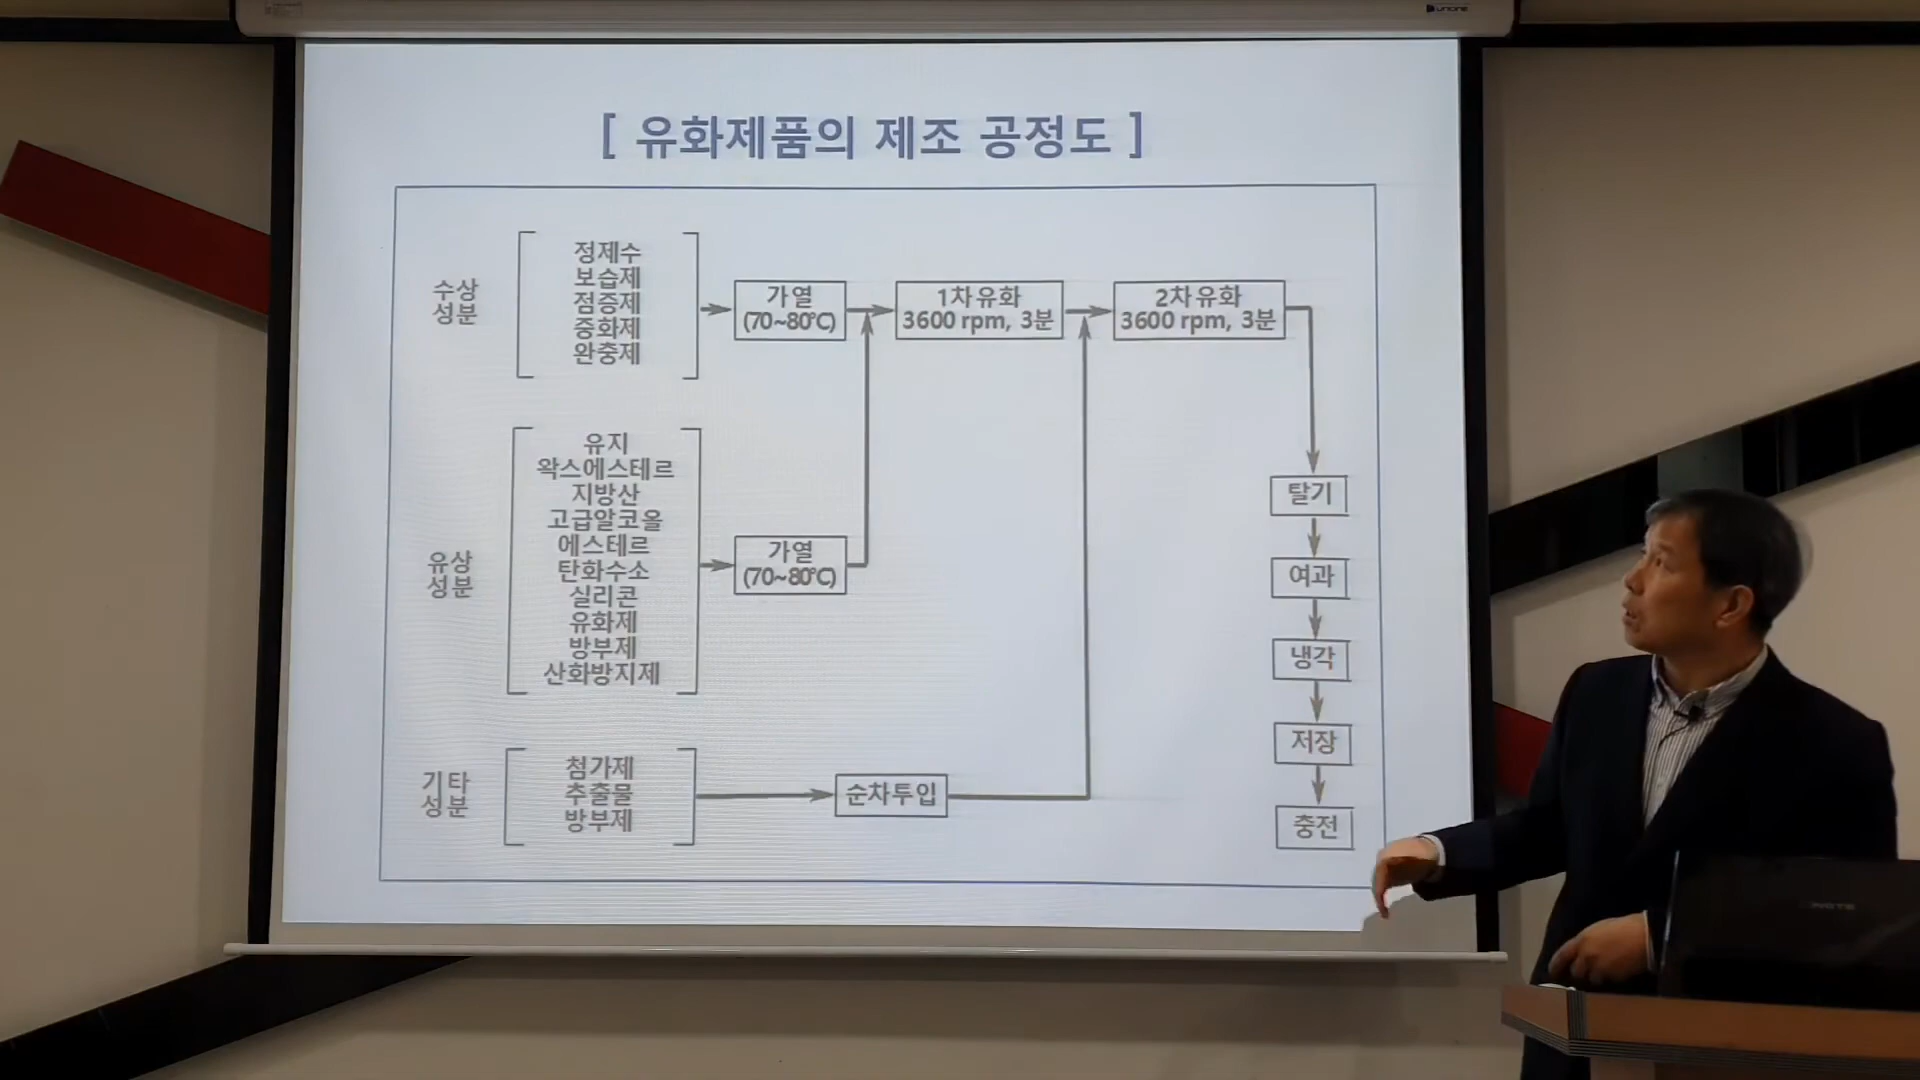 [ 유화제품의 제조 공정도 ]
수상
성분
정제수
보습제
점증제
중화제
완충제
가열
(70~80℃)
1차유화
3600 rpm, 3분
2차유화
3600 rpm, 3분
유상
성분
유지
왁스에스테르
지방산
고급알코올
에스테르
탄화수소
실리콘
유화제
방부제
산화방지제
가열
(70~80℃)
기타
성분
첨가제
추출물
방부제
순차투입
탈기
여과
냉각
저장
충전